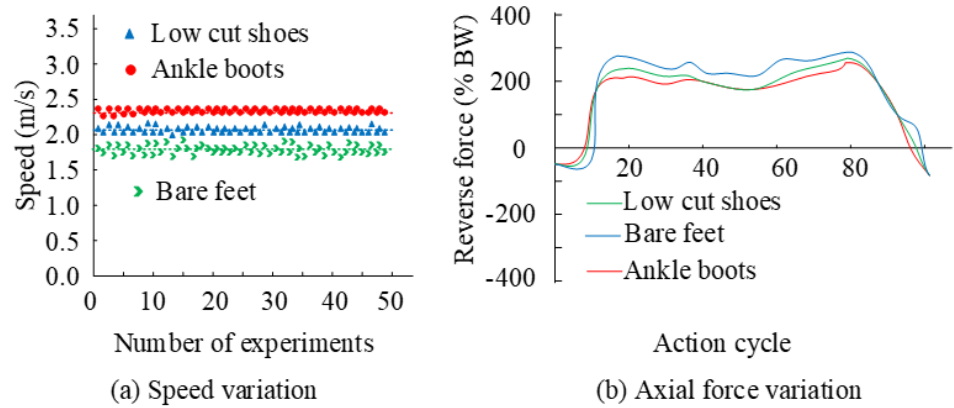 3.5
3.0
2.5
2.0
1.5
1.0
0.5
0.0
Speed (m/s)
Low cut shoes
Ankle boots
Bare feet
0 10 20 30 40 50
Number of experiments
(a) Speed variation
400
200
0
-200
-400
Reverse force (% BW)
20 40 60 80
Low cut shoes
Bare feet
Ankle boots
Action cycle
(b) Axial force variation